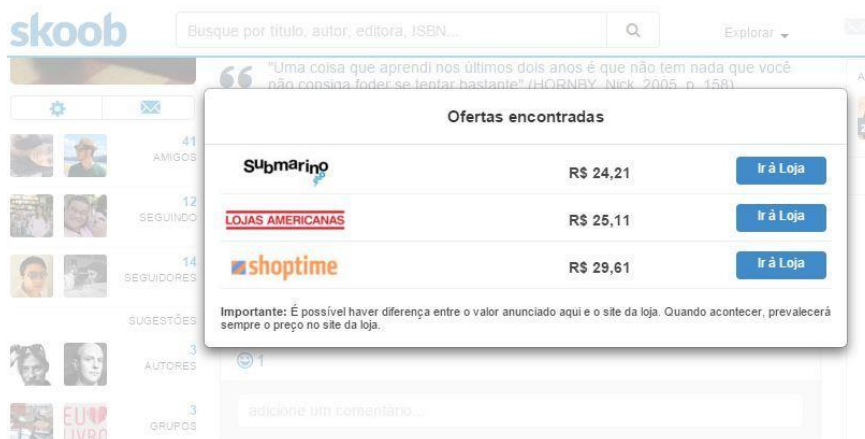 skoob
Busque por título, autor, editora, ISBN...
Explorar
"Uma coisa que aprendi nos últimos dois anos é que não tem nada que você
não consiga foder se tentar bastante" (HORNBY, Nick, 2005, p. 158)
Ofertas encontradas
41
AMIGOS
submarino
R$ 24,21
Ir à Loja
12
SEGUINDO
LOJAS AMERICANAS
R$ 25,11
Ir à Loja
14
SEGUIDORES
shoptime
R$ 29,61
Ir à Loja
SUGESTÕES
Importante: É possível haver diferença entre o valor anunciado aqui e o site da loja. Quando acontecer, prevalecerá
sempre o preço no site da loja.
3
AUTORES
1
3
GRUPOS
EU
LIVRO
adicione um comentário...